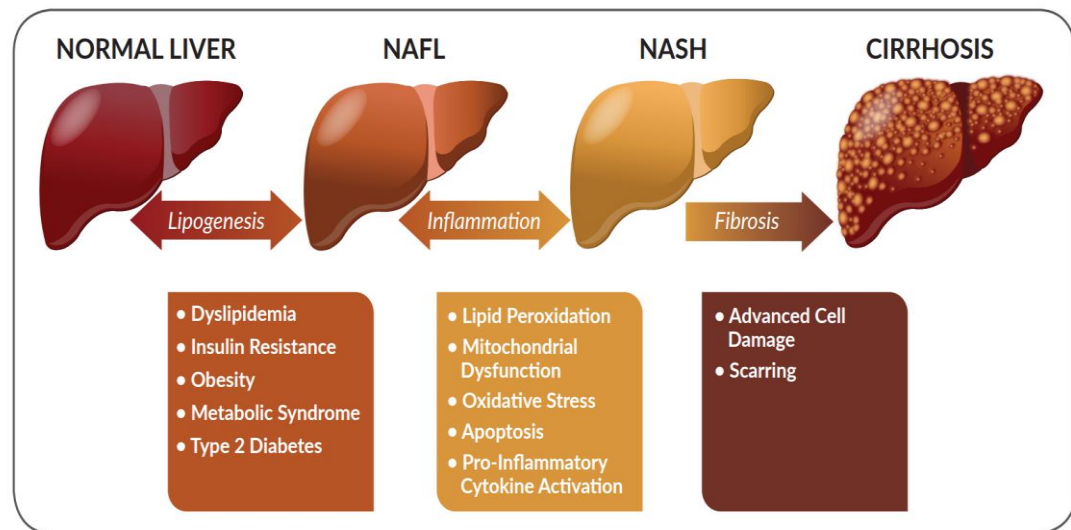 NORMAL LIVER
NAFL
NASH
CIRRHOSIS
Lipogenesis
Inflammation
Fibrosis
• Dyslipidemia
• Insulin Resistance
• Obesity
• Metabolic Syndrome
• Type 2 Diabetes
• Lipid Peroxidation
• Mitochondrial
Dysfunction
• Oxidative Stress
• Apoptosis
• Pro-Inflammatory
Cytokine Activation
• Advanced Cell
Damage
• Scarring